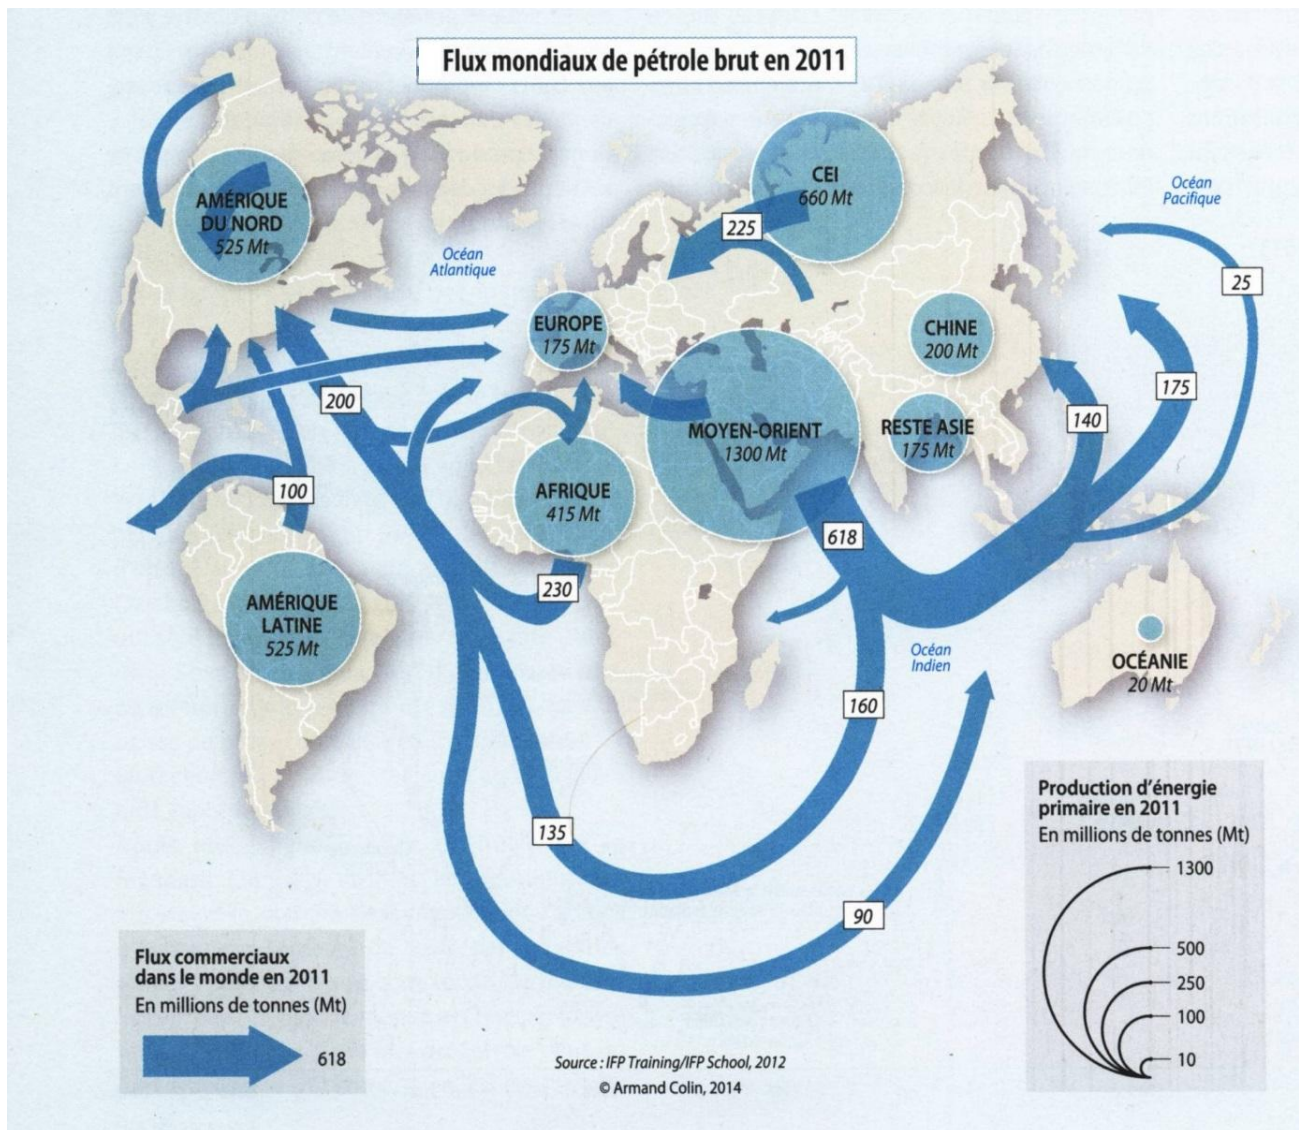 Flux mondiaux de pétrole brut en 2011
AMÉRIQUE
DU NORD
525 Mt
Océan
Atlantique
CEI
660 Mt
225
Océan
Pacifique
25
EUROPE
175 Mt
CHINE
200 Mt
200
MOYEN-ORIENT
1300 Mt
RESTE ASIE
175 Mt
140
175
100
AFRIQUE
415 Mt
618
230
AMÉRIQUE
LATINE
525 Mt
Océan
Indien
OCÉANIE
20 Mt
160
135
90
Production d'énergie
primaire en 2011
En millions de tonnes (Mt)
1300
500
250
100
10
Flux commerciaux
dans le monde en 2011
En millions de tonnes (Mt)
618
Source : IFP Training/IFP School, 2012
© Armand Colin, 2014